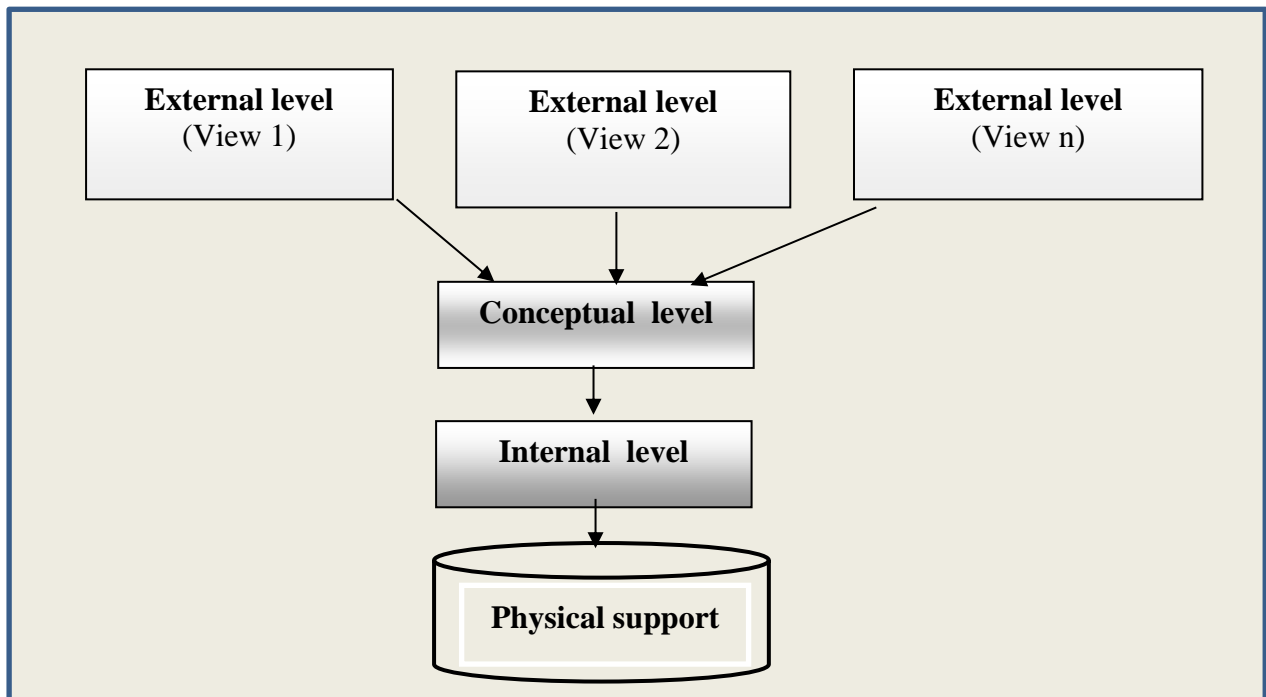 External level
(View 1)
External level
(View 2)
External level
(View n)
Conceptual  level
Internal  level
Physical support